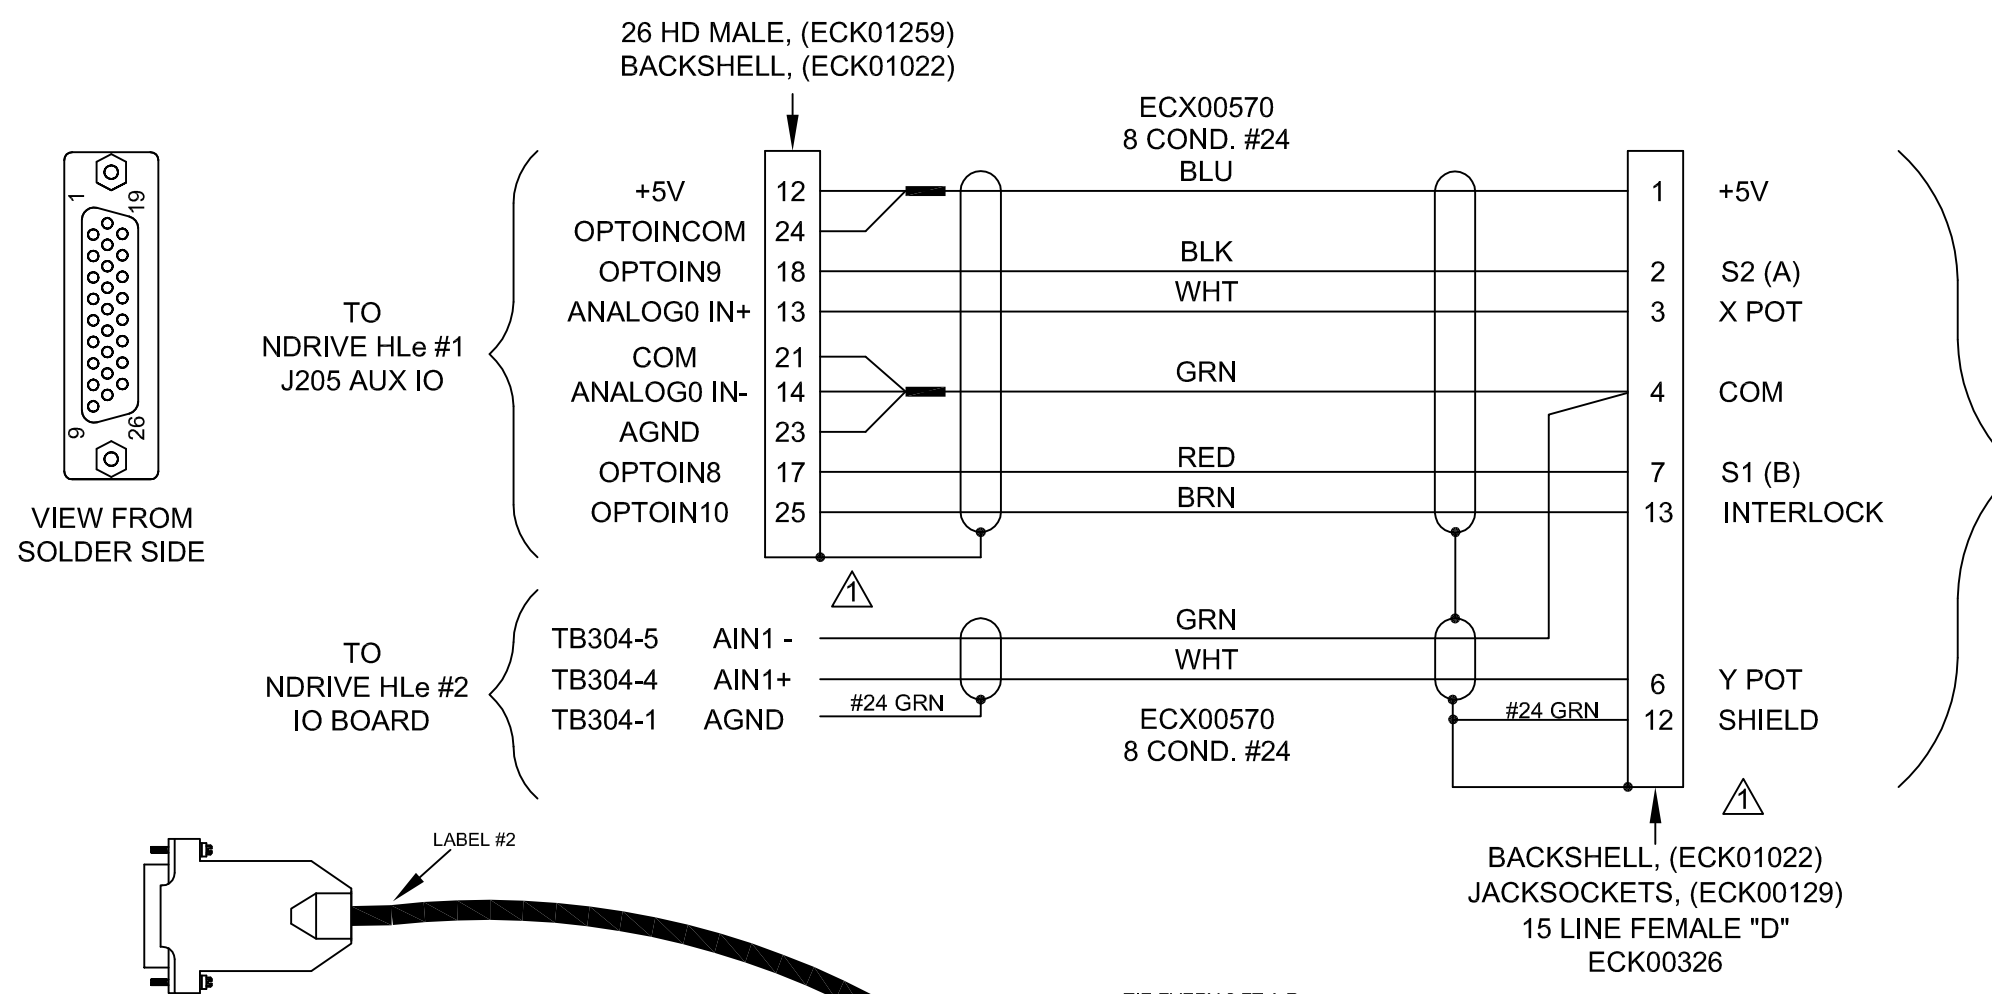 26 HD MALE, (ECK01259)
BACKSHELL, (ECK01022)
ECX00570
8 COND. #24
1
19
9
26
VIEW FROM
SOLDER SIDE
TO
NDRIVE HLe #1
J205 AUX IO
+5V 12 BLU 1 +5V
OPTOINCOM 24
OPTOIN9 18 BLK 2 S2 (A)
ANALOG0 IN+ 13 WHT 3 X POT
COM 21
ANALOG0 IN- 14 GRN 4 COM
AGND 23
OPTOIN8 17 RED 7 S1 (B)
OPTOIN10 25 BRN 13 INTERLOCK
1
TO
NDRIVE HLe #2
IO BOARD
TB304-5 AIN1 - GRN
TB304-4 AIN1+ WHT 6 Y POT
TB304-1 AGND #24 GRN #24 GRN 12 SHIELD
ECX00570
8 COND. #24
1
LABEL #2
BACKSHELL, (ECK01022)
JACKSOCKETS, (ECK00129)
15 LINE FEMALE "D"
ECK00326